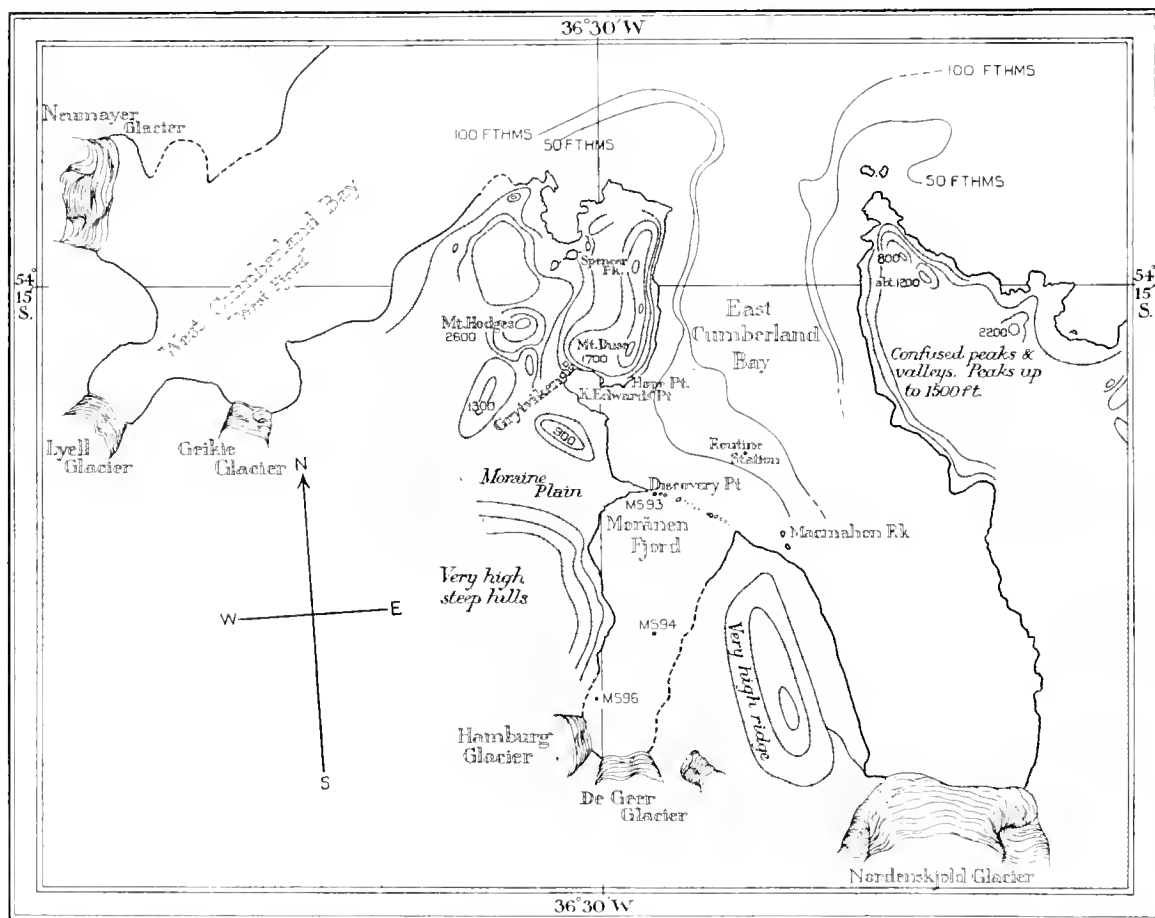 36°30′W
100 FTHMS
Neumayer
Glacier
100 FTHMS
50 FTHMS
50 FTHMS
West Cumberland Bay
"West Fjord"
54°
15′
S.
Spencer
Pk.
800
abt.1200
54°
15′
S.
East
Cumberland
Bay
Mt. Hodges
2600
2200
Mt. Duse
1700
Confused peaks &
valleys. Peaks up
to 1500 ft.
Hope Pt.
K. Edward's Pt
Grytviken
1300
900
Lyell
Glacier
Geikie
Glacier
Routine
Station
N
Moraine
Plain
Discovery Pt
MS93
Moränen
Fjord
Macmahon Rk
Very high
steep hills
W
E
MS94
Very high ridge
MS96
Hamburg
Glacier
S
De Geer
Glacier
Nordenskjold Glacier
36°30′W